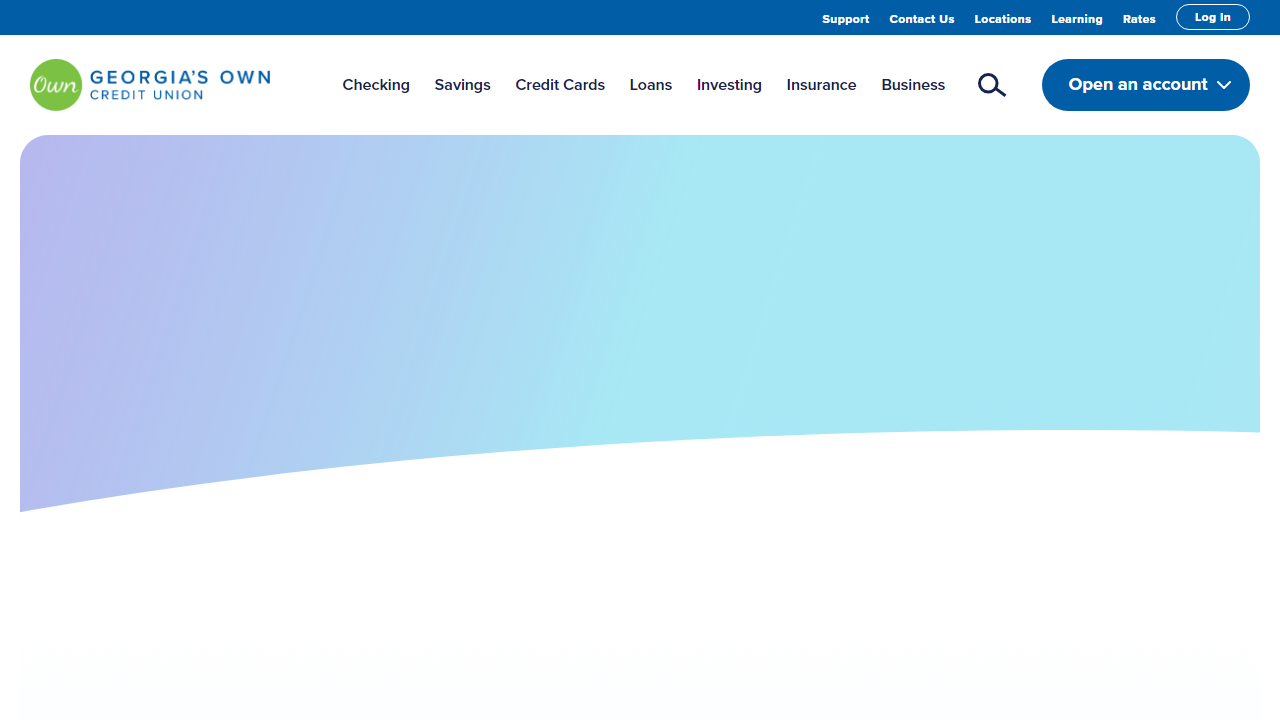 Support Contact Us Locations Learning Rates Log In
Own GEORGIA'S OWN
CREDIT UNION
Checking Savings Credit Cards Loans Investing Insurance Business Open an account